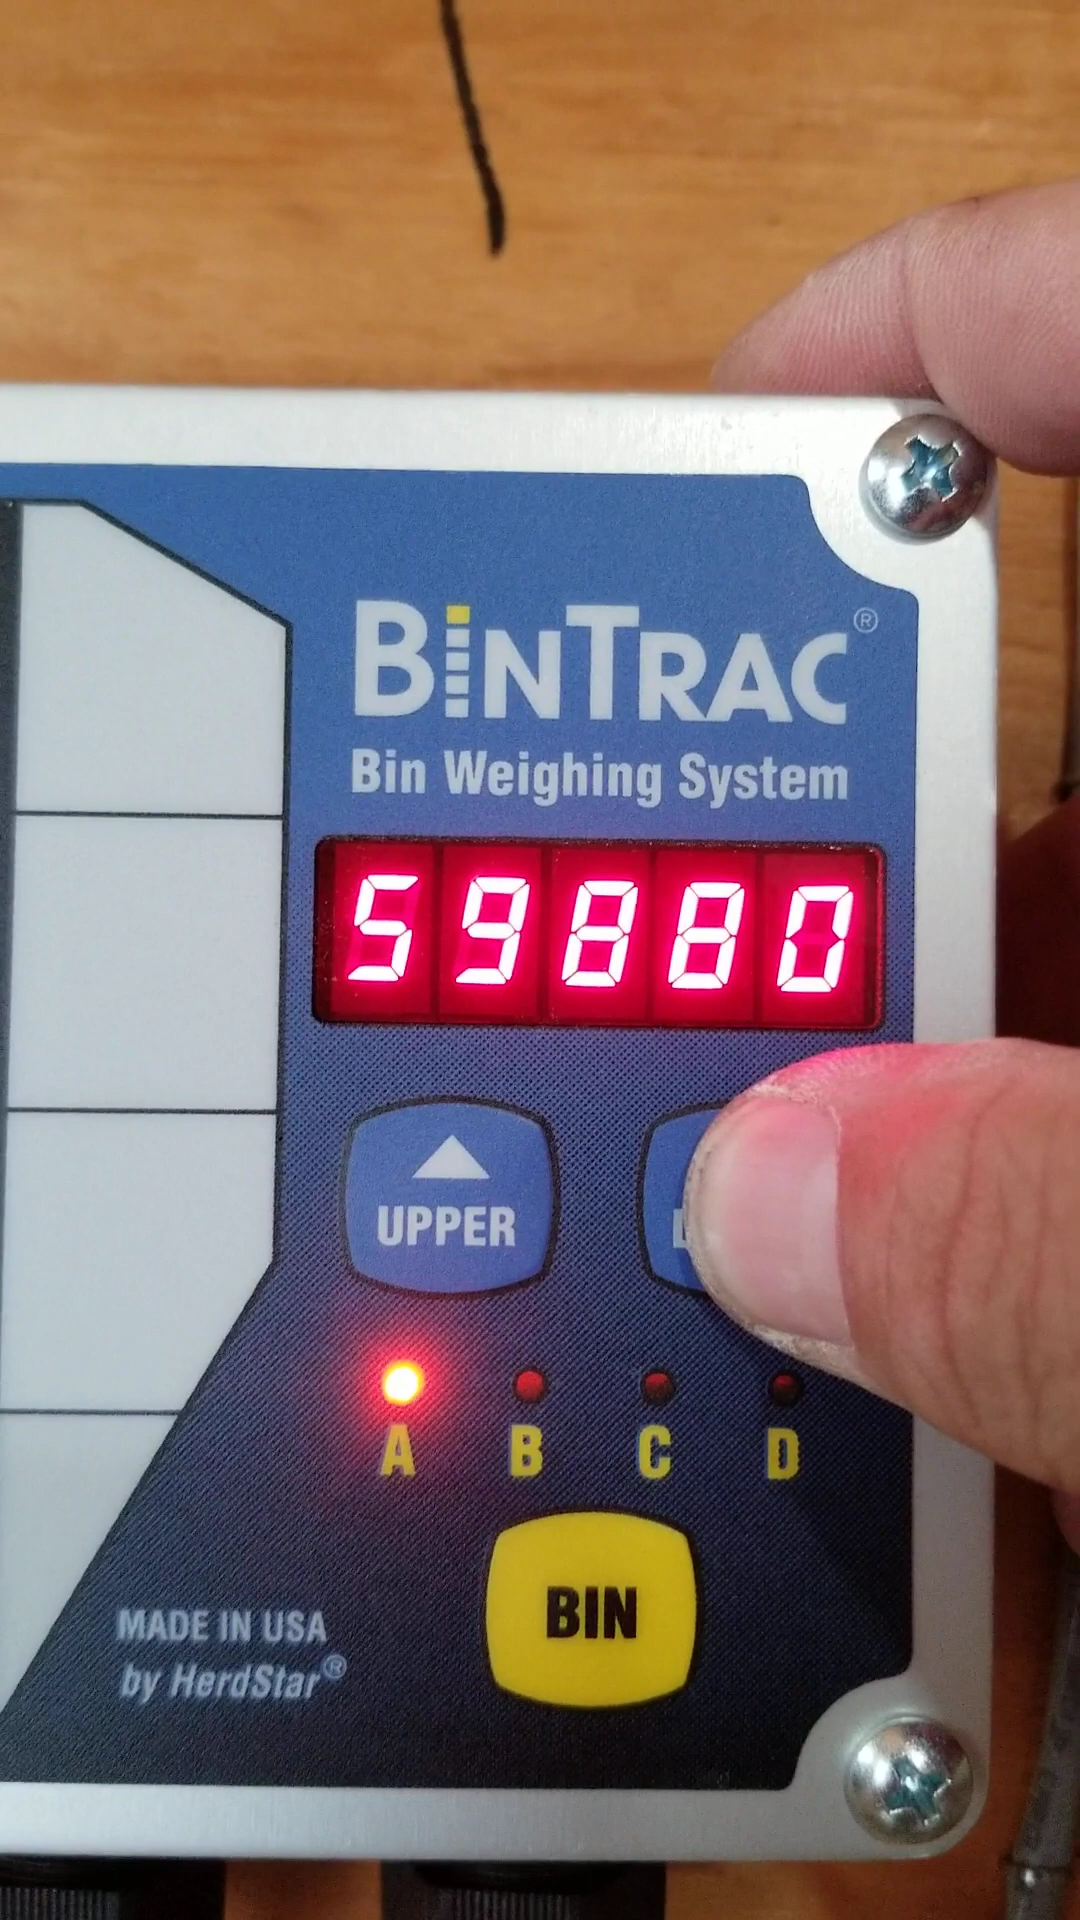 BinTrac®
Bin Weighing System
59880
UPPER
A B C D
BIN
MADE IN USA
by HerdStar®